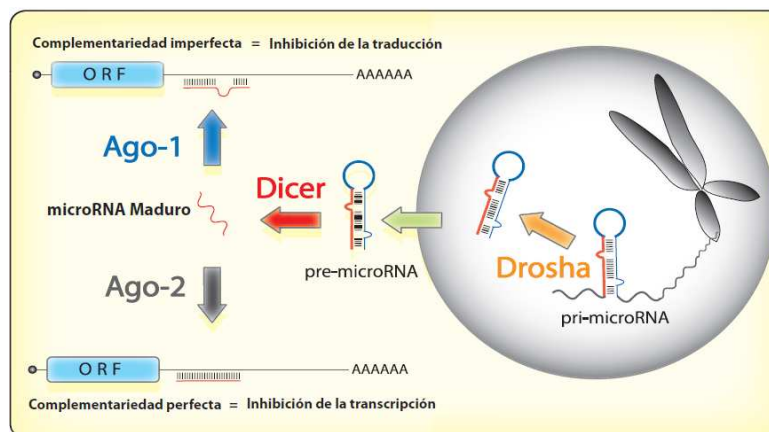 Complementariedad imperfecta = Inhibición de la traducción
ORF
AAAAAA
Ago-1
Dicer
microRNA Maduro
pre-microRNA
Drosha
pri-microRNA
Ago-2
ORF
AAAAAA
Complementariedad perfecta = Inhibición de la transcripción